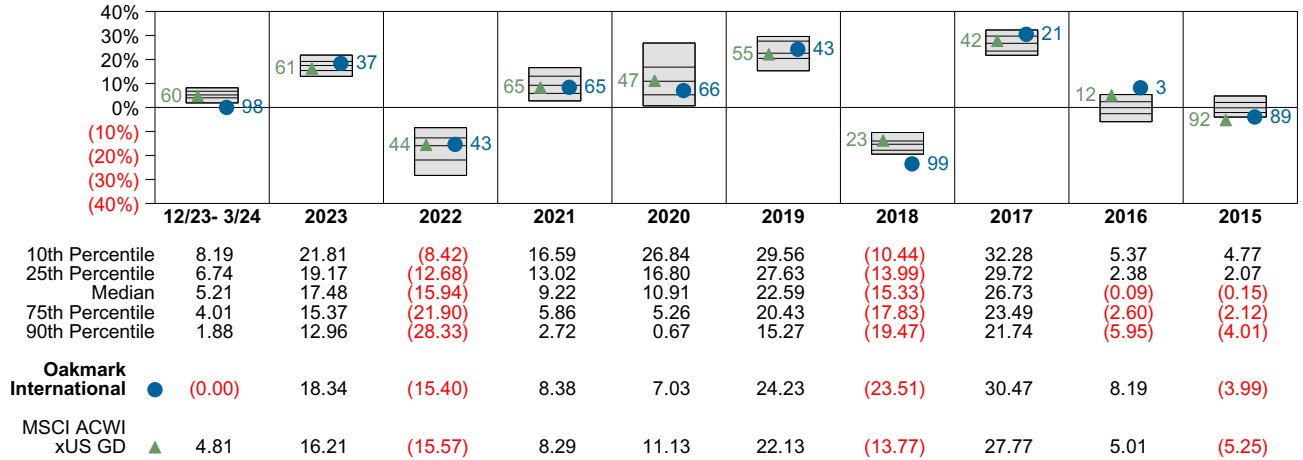 40%
30%
20%
10%
0%
(10%)
(20%)
(30%)
(40%)
60 98
61 37
44 43
65 65
47 66
55 43
23 99
42 21
12 3
92 89
12/23- 3/24 2023 2022 2021 2020 2019 2018 2017 2016 2015
10th Percentile 8.19 21.81 (8.42) 16.59 26.84 29.56 (10.44) 32.28 5.37 4.77
25th Percentile 6.74 19.17 (12.68) 13.02 16.80 27.63 (13.99) 29.72 2.38 2.07
Median 5.21 17.48 (15.94) 9.22 10.91 22.59 (15.33) 26.73 (0.09) (0.15)
75th Percentile 4.01 15.37 (21.90) 5.86 5.26 20.43 (17.83) 23.49 (2.60) (2.12)
90th Percentile 1.88 12.96 (28.33) 2.72 0.67 15.27 (19.47) 21.74 (5.95) (4.01)
Oakmark
International (0.00) 18.34 (15.40) 8.38 7.03 24.23 (23.51) 30.47 8.19 (3.99)
MSCI ACWI
xUS GD 4.81 16.21 (15.57) 8.29 11.13 22.13 (13.77) 27.77 5.01 (5.25)